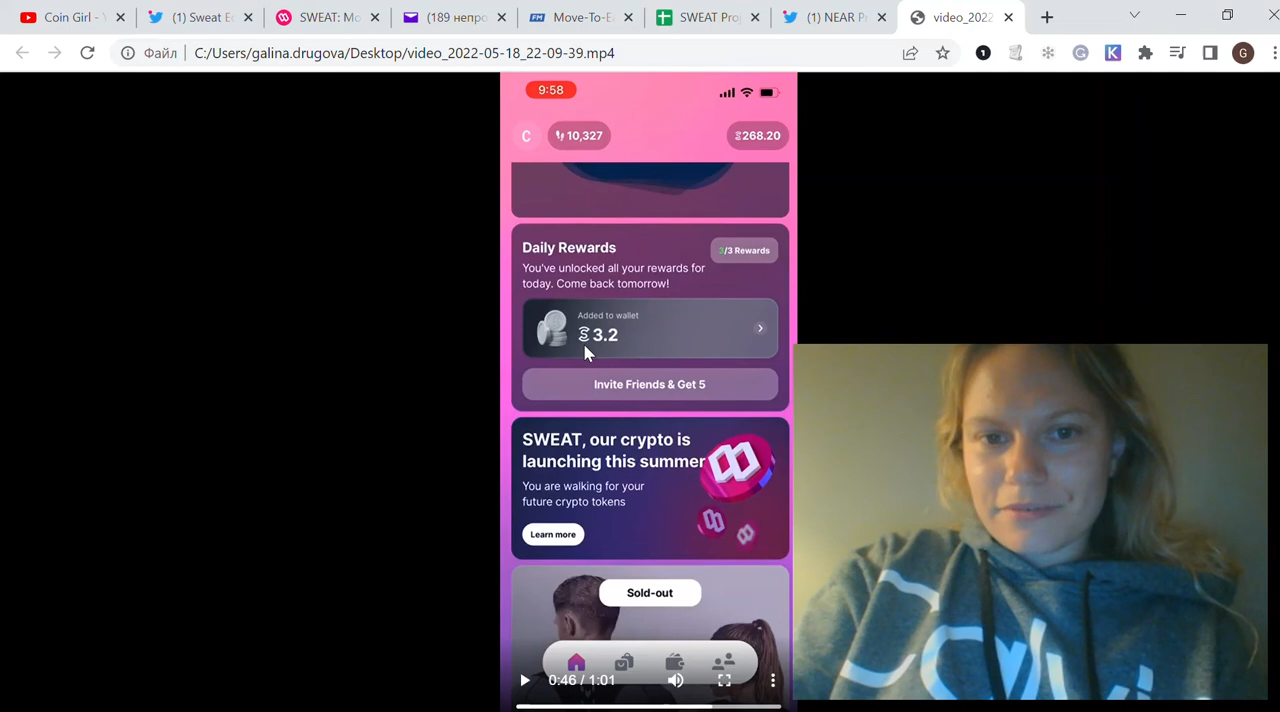 Coin Girl - Y
(1) Sweat Ec
SWEAT: Mo
(189 непро
Move-To-Ea
SWEAT Proj
(1) NEAR P
video_2022
Файл
C:/Users/galina.drugova/Desktop/video_2022-05-18_22-09-39.mp4
G
9:58
C
10,327
268.20
Daily Rewards
3/3 Rewards
You've unlocked all your rewards for
today. Come back tomorrow!
Added to wallet
3.2
Invite Friends & Get 5
SWEAT, our crypto is
launching this summer
You are walking for your
future crypto tokens
Learn more
Sold-out
0:46 / 1:01